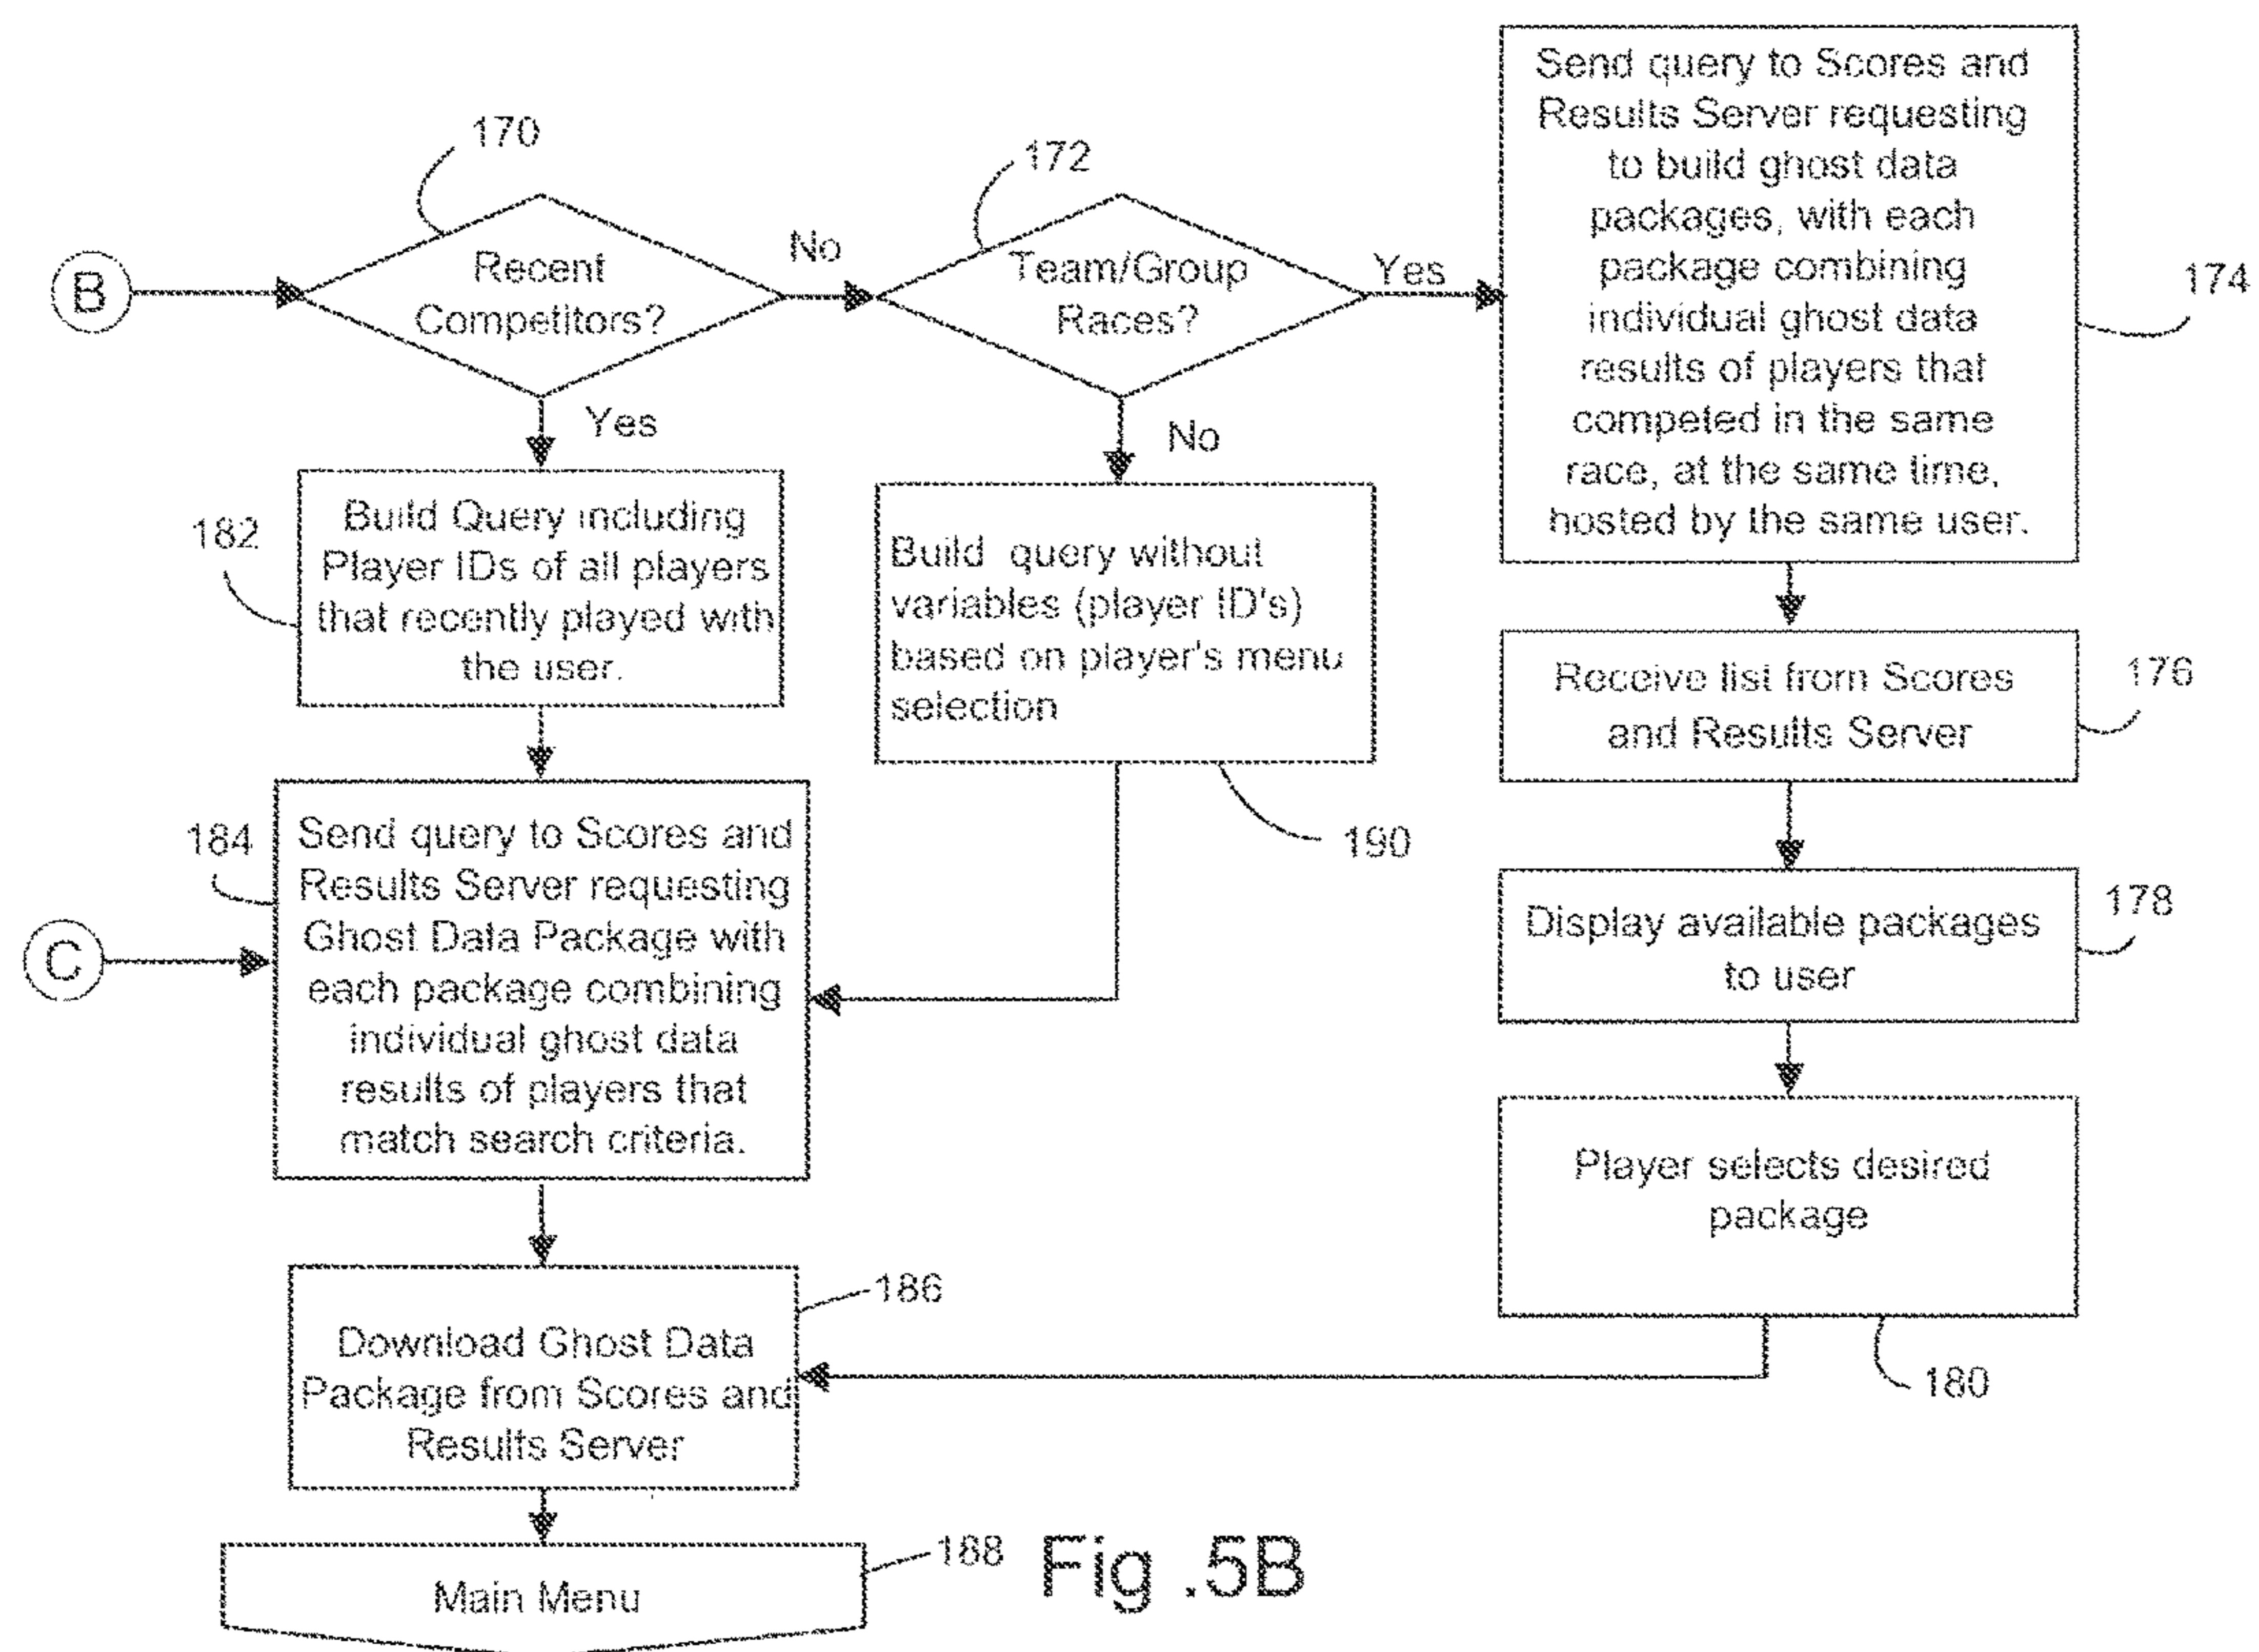 B
170
Recent
Competitors?
No
Yes
172
Team/Group
Races?
Yes
No
Send query to Scores and
Results Server requesting
to build ghost data
packages, with each
package combining
individual ghost data
results of players that
competed in the same
race, at the same time,
hosted by the same user.
174
182
Build Query including
Player IDs of all players
that recently played with
the user.
Build query without
variables (player ID's)
based on player's menu
selection
190
Receive list from Scores
and Results Server
176
C
184
Send query to Scores and
Results Server requesting
Ghost Data Package with
each package combining
individual ghost data
results of players that
match search criteria.
Display available packages
to user
178
Player selects desired
package
180
186
Download Ghost Data
Package from Scores and
Results Server
Main Menu
188
Fig .5B